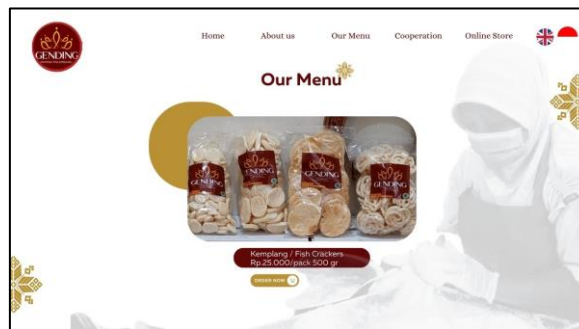 GENDING
Home
About us
Our Menu
Cooperation
Online Store
Our Menu
GENDING
GENDING
GENDING
GENDING
Kemplang / Fish Crackers
Rp.25.000/pack 500 gr
ORDER NOW